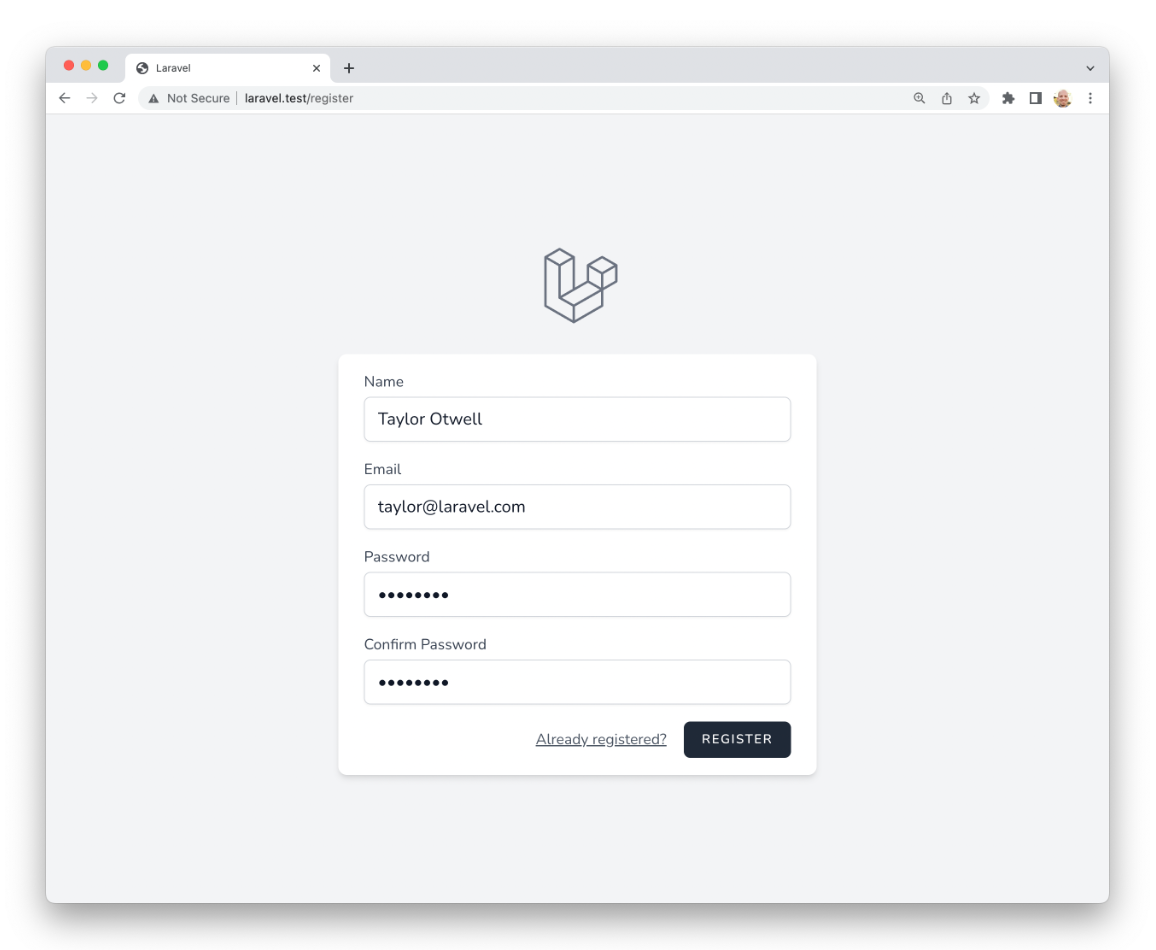 Laravel
Not Secure laravel.test/register
Name
Taylor Otwell
Email
taylor@laravel.com
Password
••••••••
Confirm Password
••••••••
Already registered? REGISTER